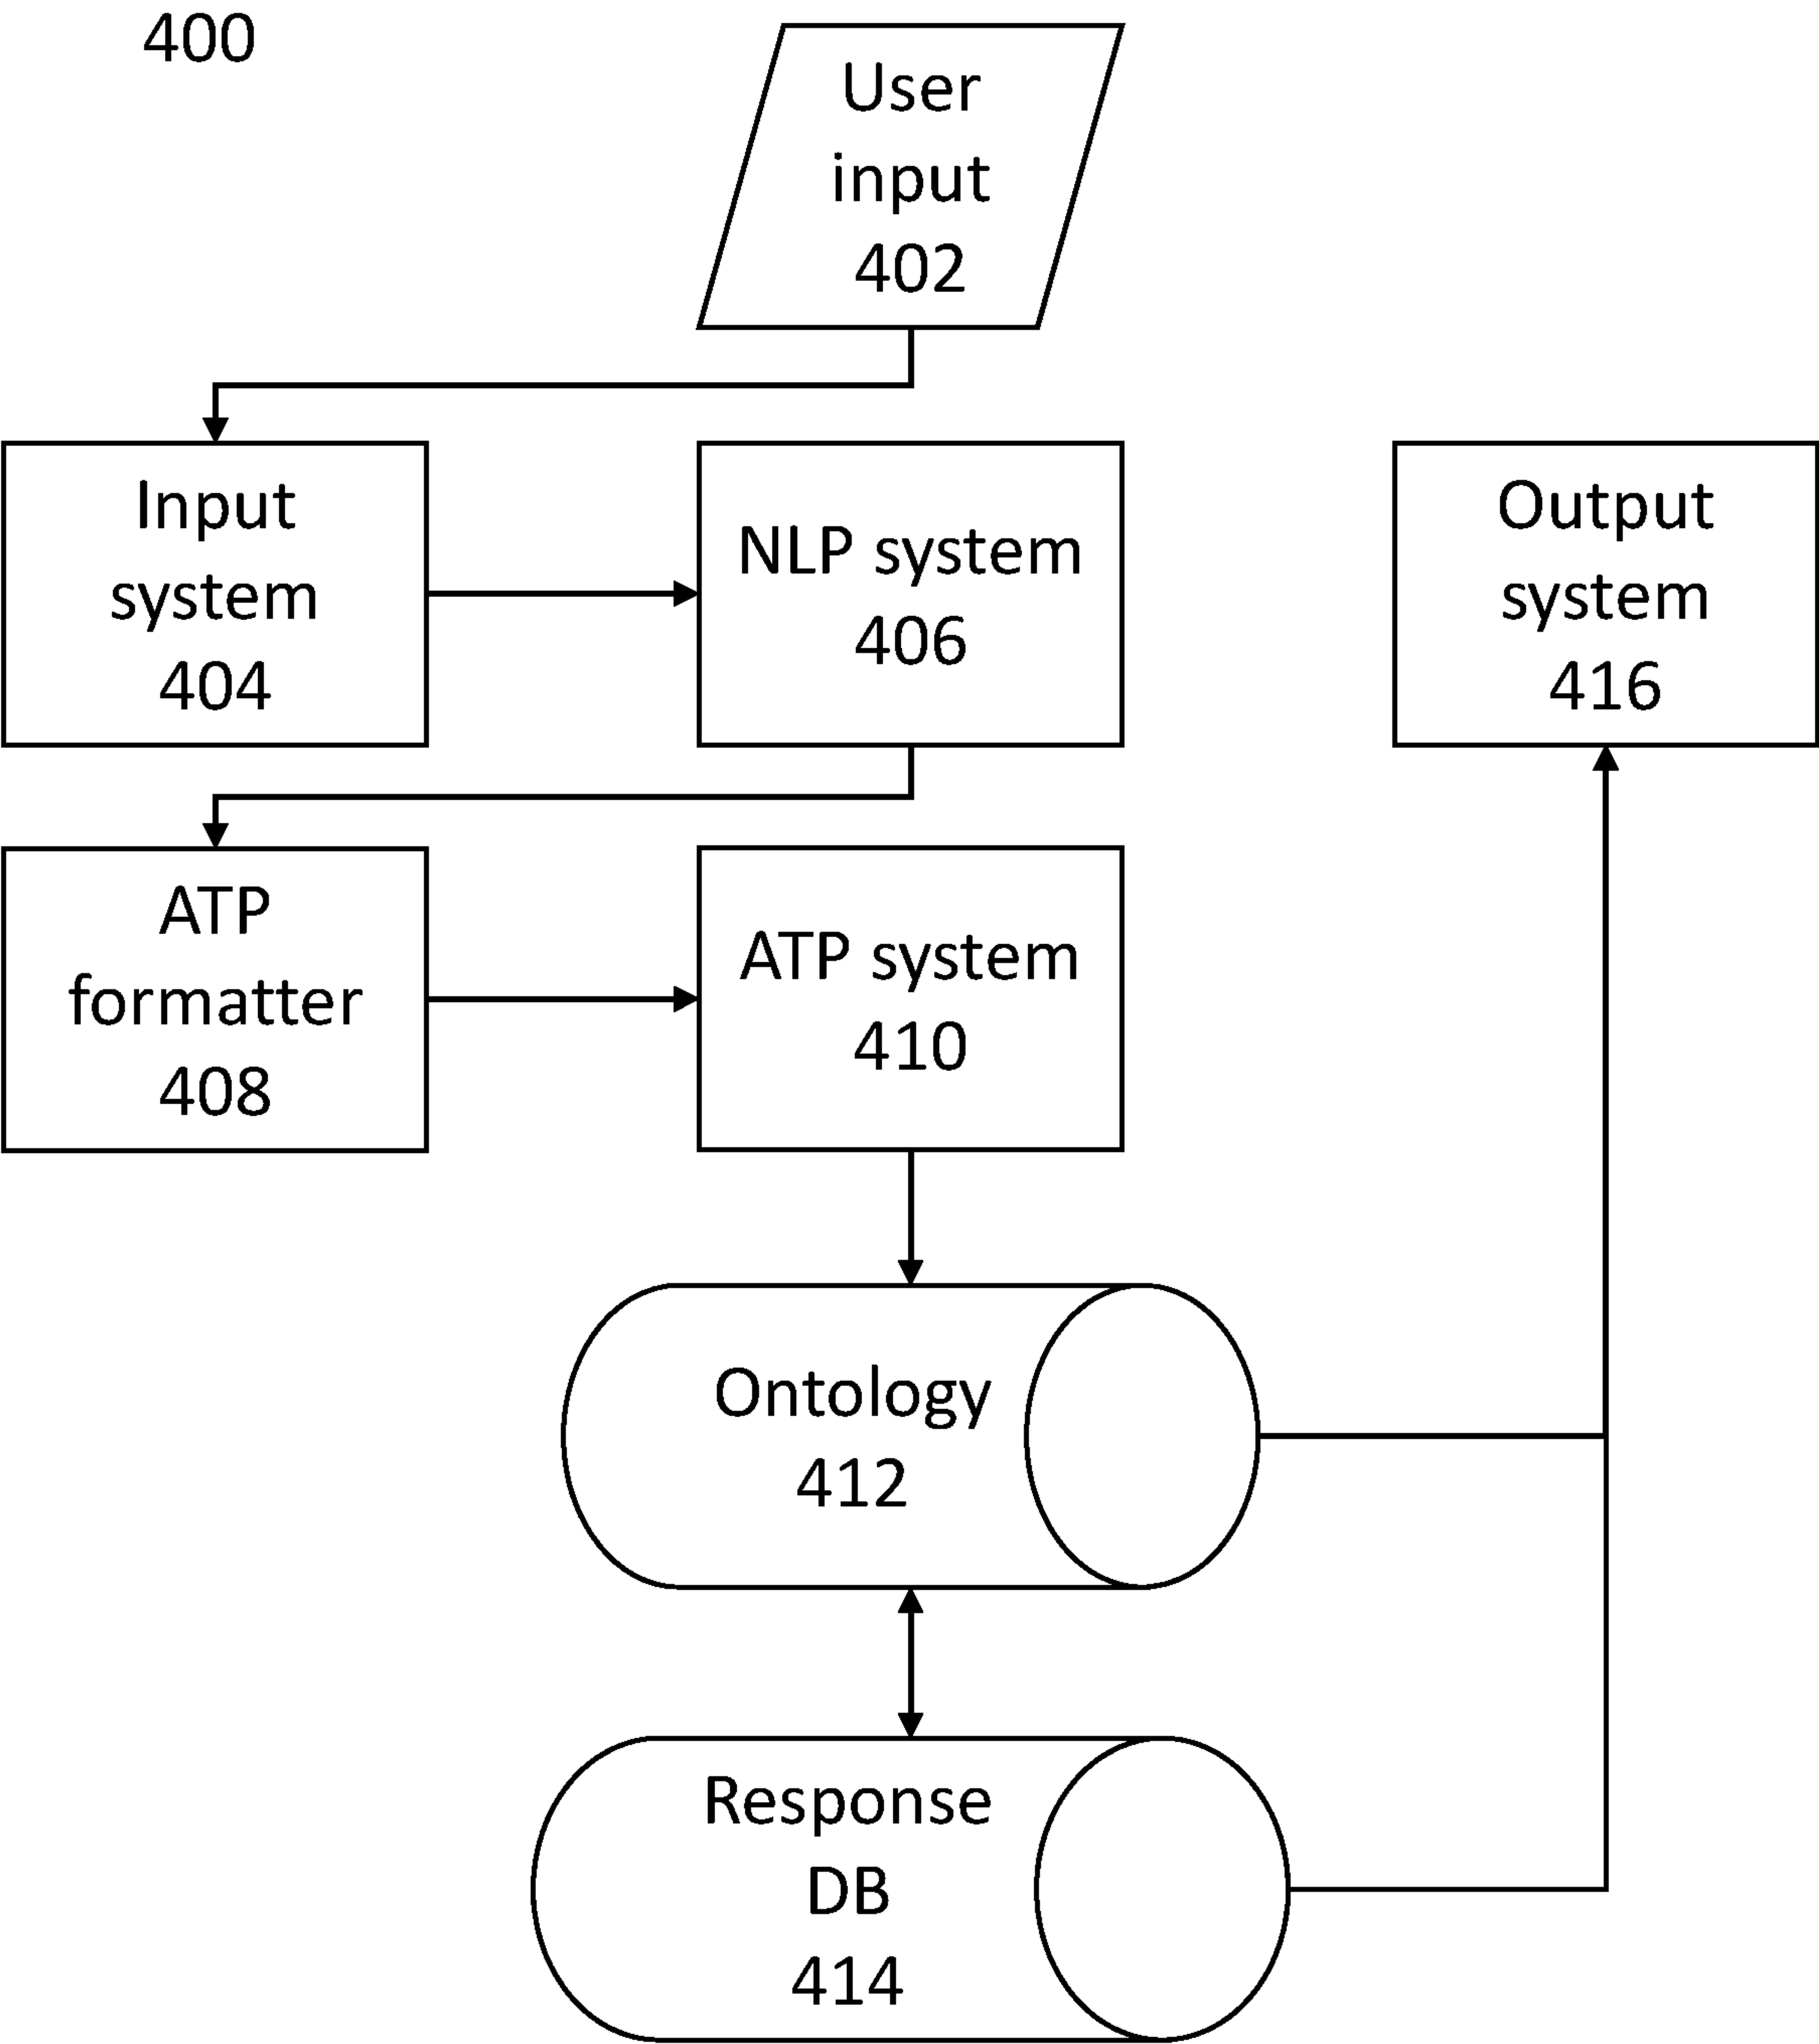 400
User
input
402
Input
system
404
NLP system
406
Output
system
416
ATP
formatter
408
ATP system
410
Ontology
412
Response
DB
414